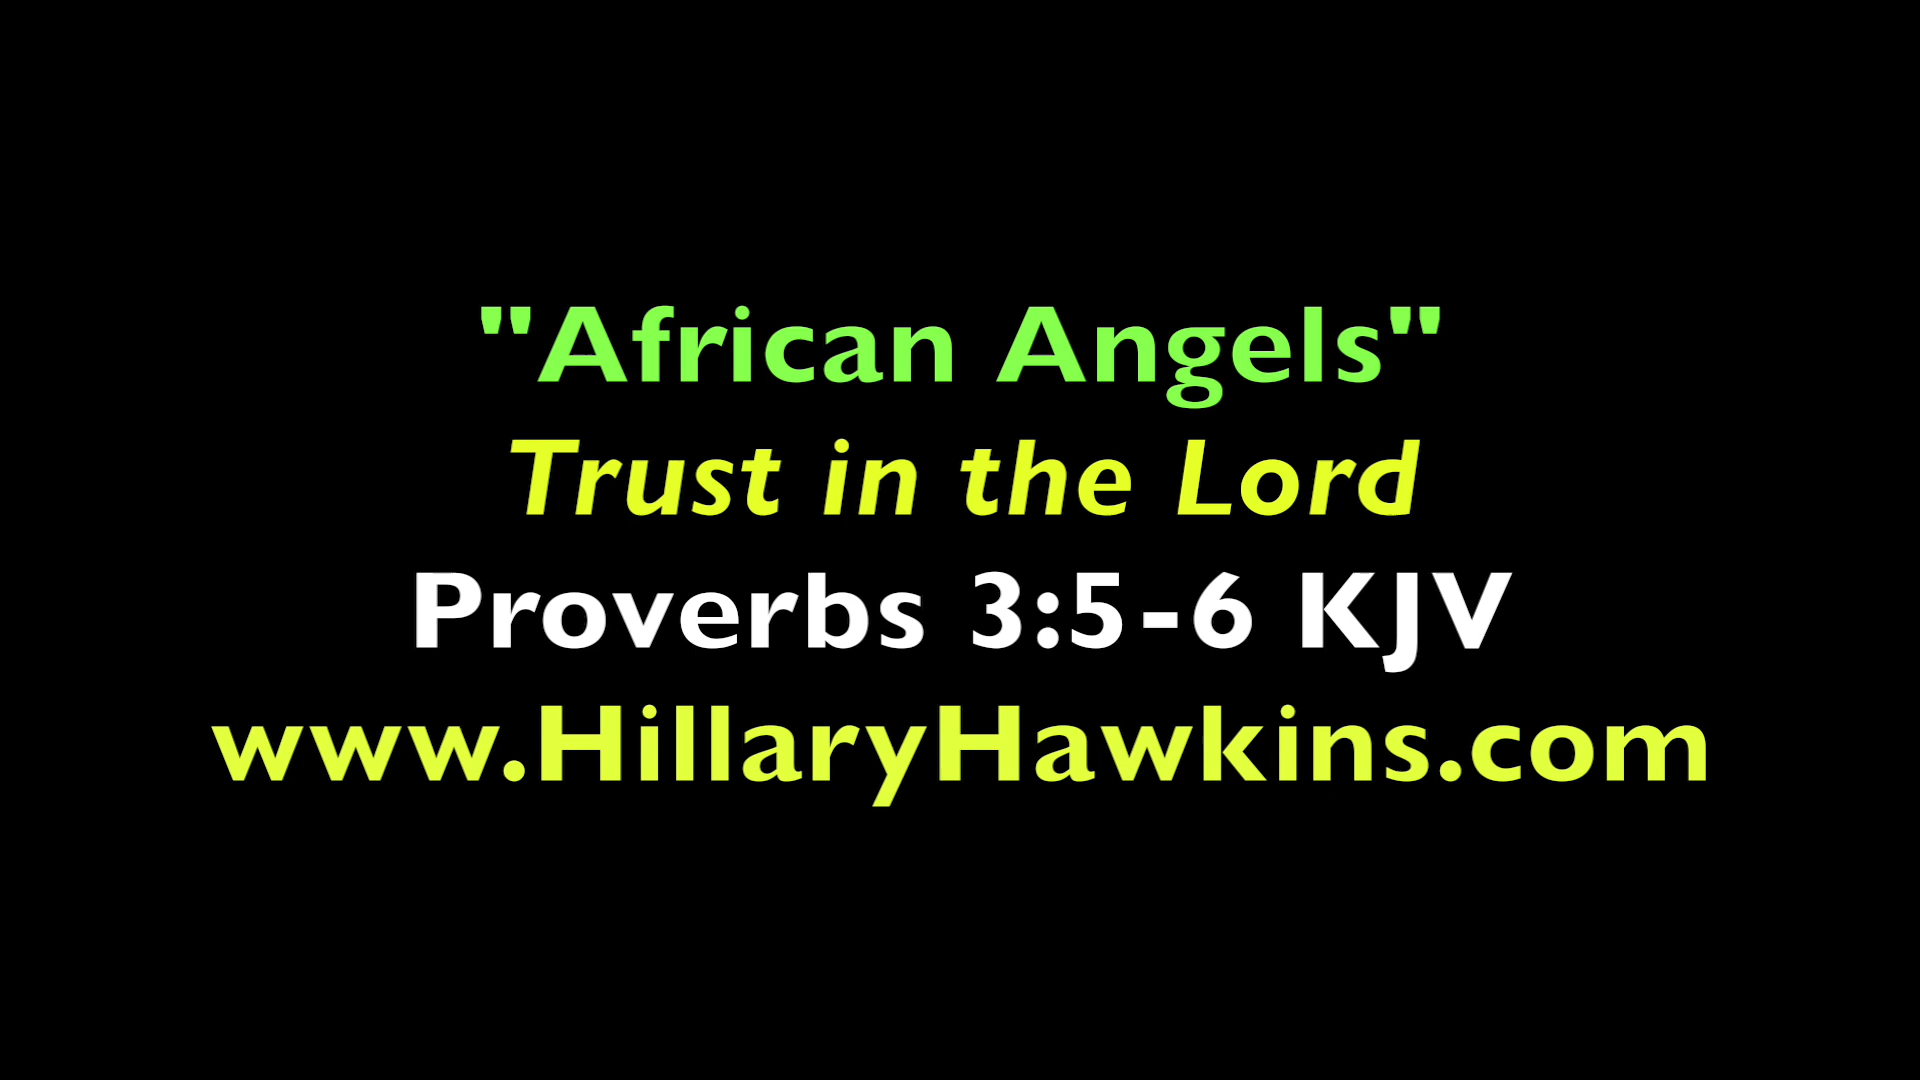 "African Angels"
Trust in the Lord
Proverbs 3:5-6 KJV
www.HillaryHawkins.com